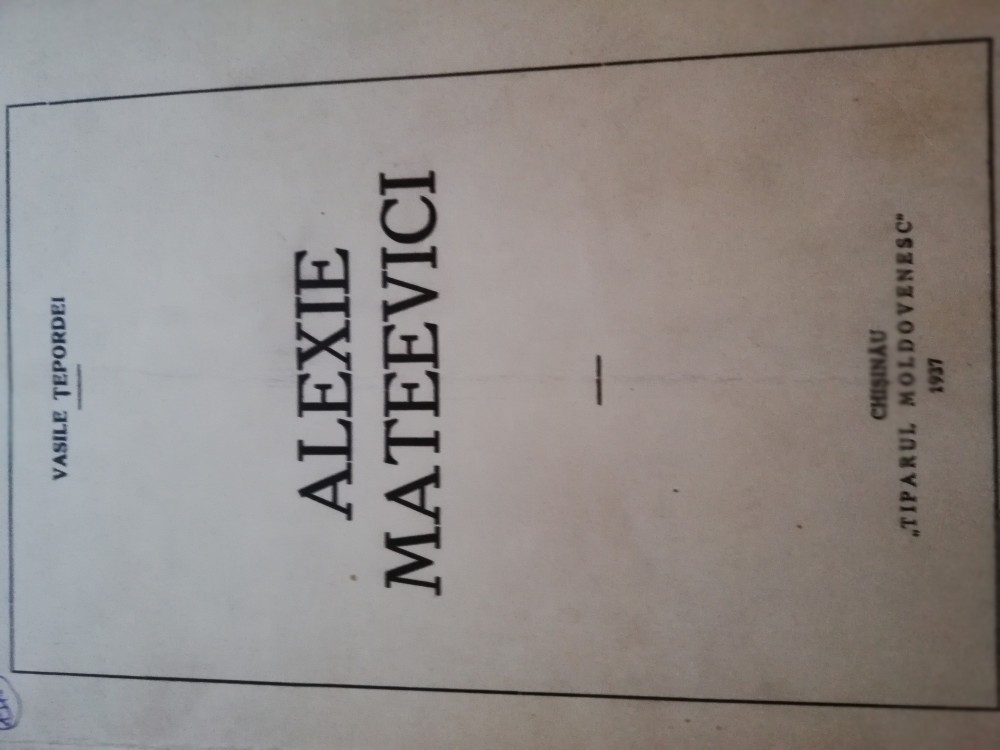 VASILE ȚEPORDEI
ALEXIE
MATEEVICI
CHIȘINĂU
„TIPARUL MOLDOVENESC"
1937